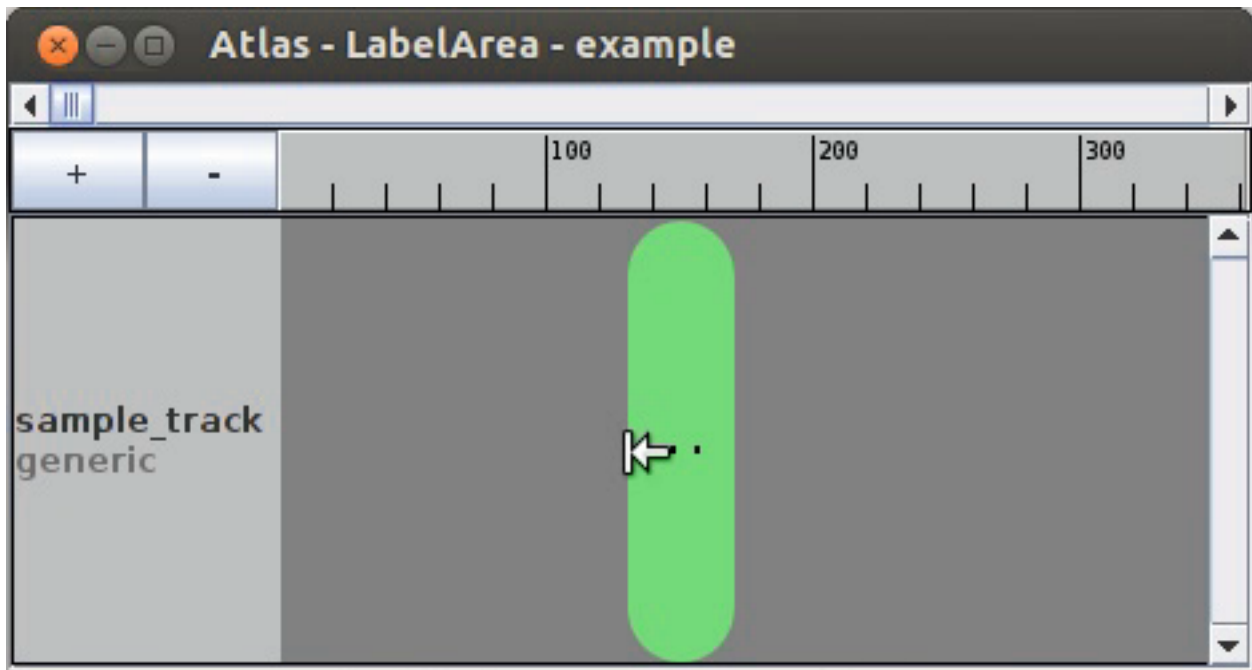 Atlas - LabelArea - example
+ -
100 200 300
sample_track
generic
..